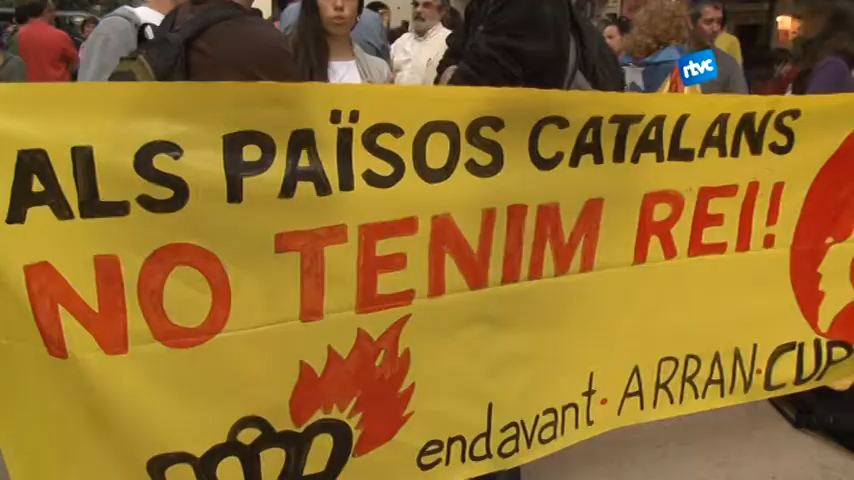 rtvc
ALS PAÏSOS CATALANS
NO TENIM REI!
endavant · ARRAN · CUP